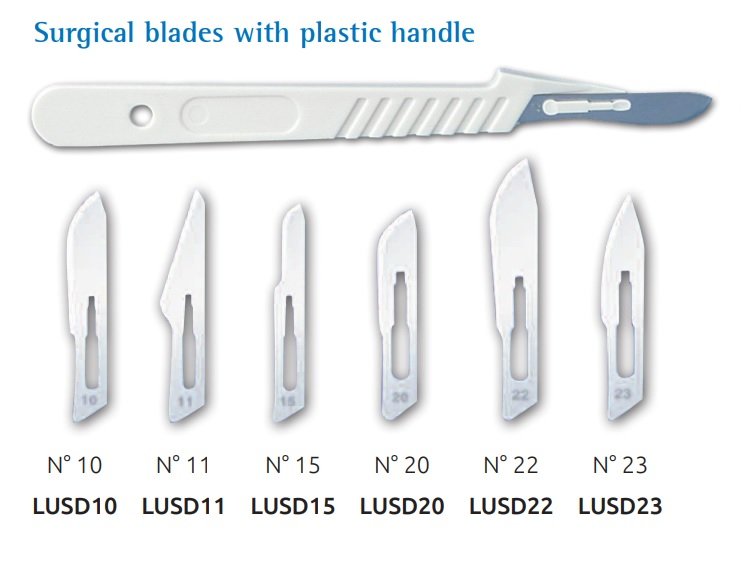 Surgical blades with plastic handle
10 11 15 20 22 23
N° 10 N° 11 N° 15 N° 20 N° 22 N° 23
LUSD10 LUSD11 LUSD15 LUSD20 LUSD22 LUSD23